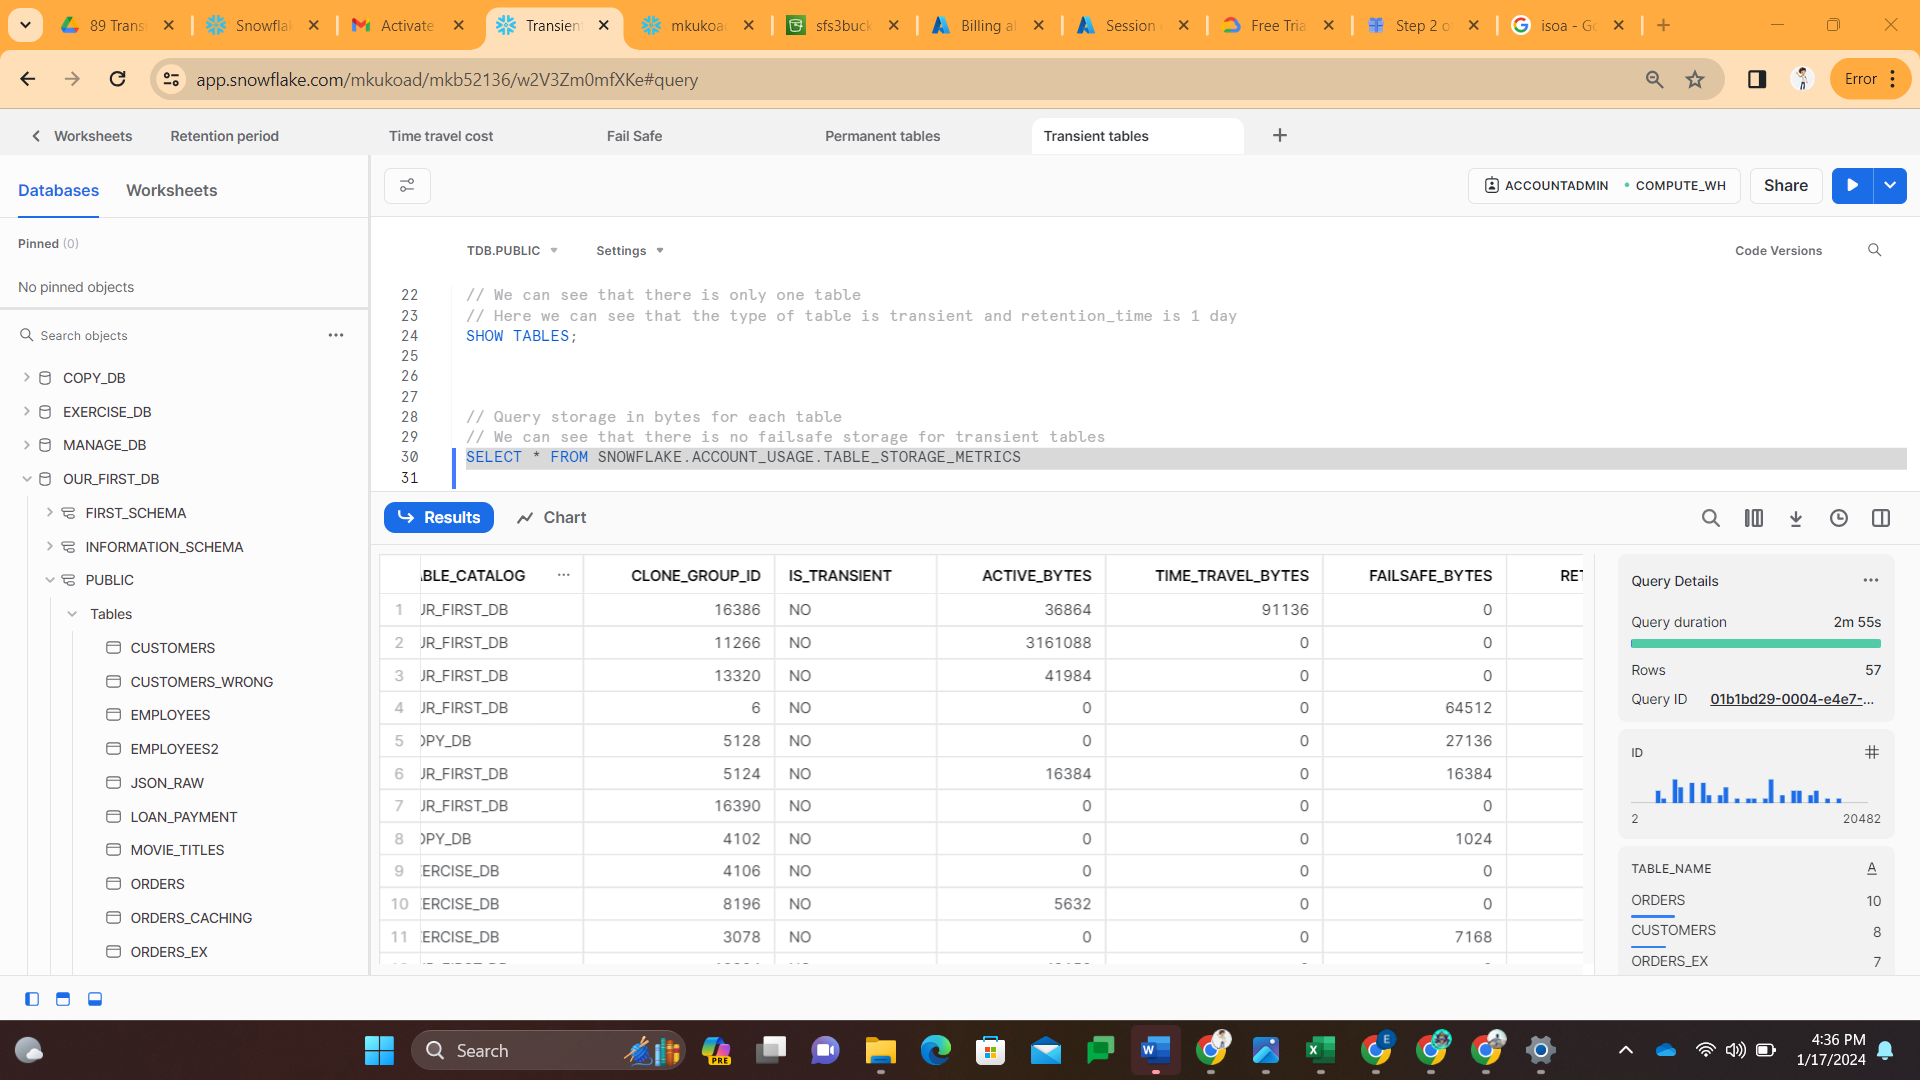 89 Trans
Snowflak
Activate
Transien
mkukoad
sfs3buck
Billing al
Session
Free Tria
Step 2 o
isoa - Go
app.snowflake.com/mkukoad/mkb52136/w2V3Zm0mfXKe#query
Error
Worksheets
Retention period
Time travel cost
Fail Safe
Permanent tables
Transient tables
Databases
Worksheets
ACCOUNTADMIN
COMPUTE_WH
Share
Pinned (0)
No pinned objects
TDB.PUBLIC
Settings
Code Versions
Search objects
COPY_DB
EXERCISE_DB
MANAGE_DB
OUR_FIRST_DB
FIRST_SCHEMA
INFORMATION_SCHEMA
PUBLIC
Tables
CUSTOMERS
CUSTOMERS_WRONG
EMPLOYEES
EMPLOYEES2
JSON_RAW
LOAN_PAYMENT
MOVIE_TITLES
ORDERS
ORDERS_CACHING
ORDERS_EX
22 // We can see that there is only one table
23 // Here we can see that the type of table is transient and retention_time is 1 day
24 SHOW TABLES;
25
26
27
28 // Query storage in bytes for each table
29 // We can see that there is no failsafe storage for transient tables
30 SELECT * FROM SNOWFLAKE.ACCOUNT_USAGE.TABLE_STORAGE_METRICS
31
Results
Chart
ABLE_CATALOG ... CLONE_GROUP_ID IS_TRANSIENT ACTIVE_BYTES TIME_TRAVEL_BYTES FAILSAFE_BYTES RET
1 UR_FIRST_DB 16386 NO 36864 91136 0
2 UR_FIRST_DB 11266 NO 3161088 0 0
3 UR_FIRST_DB 13320 NO 41984 0 0
4 UR_FIRST_DB 6 NO 0 0 64512
5 OPY_DB 5128 NO 0 0 27136
6 UR_FIRST_DB 5124 NO 16384 0 16384
7 UR_FIRST_DB 16390 NO 0 0 0
8 OPY_DB 4102 NO 0 0 1024
9 ERCISE_DB 4106 NO 0 0 0
10 ERCISE_DB 8196 NO 5632 0 0
11 ERCISE_DB 3078 NO 0 0 7168
Query Details
Query duration 2m 55s
Rows 57
Query ID 01b1bd29-0004-e4e7-...
ID
2 20482
TABLE_NAME A
ORDERS 10
CUSTOMERS 8
ORDERS_EX 7
Search
PRE
E
4:36 PM
1/17/2024